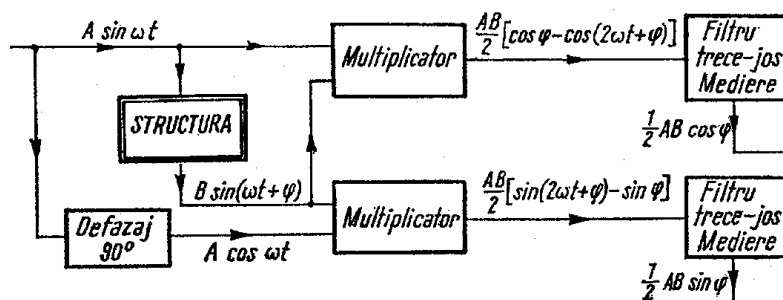 A sin ωt
Multiplicator
AB/2 [cos φ-cos(2ωt+φ)]
Filtru
trece-jos
Mediere
STRUCTURA
1/2 AB cos φ
B sin(ωt+φ)
Multiplicator
AB/2 [sin(2ωt+φ)-sin φ]
Filtru
trece-jos
Mediere
Defazaj
90°
A cos ωt
1/2 AB sin φ